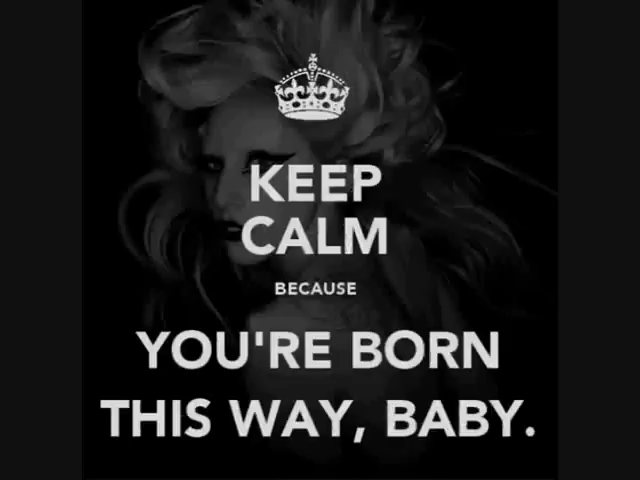 KEEP
CALM
BECAUSE
YOU'RE BORN
THIS WAY, BABY.